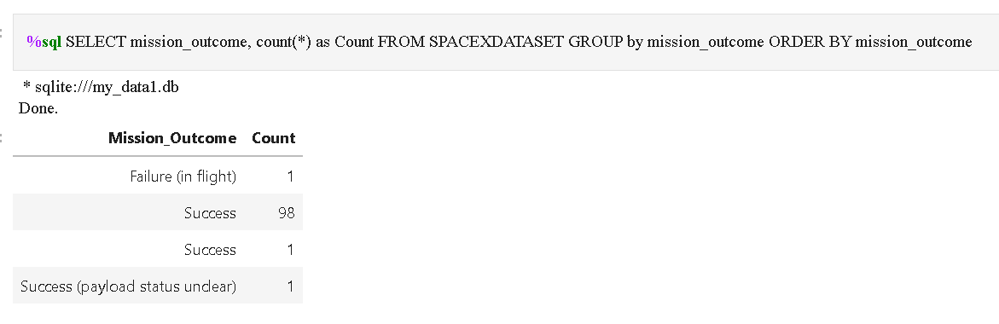 %sql SELECT mission_outcome, count(*) as Count FROM SPACEXDATASET GROUP by mission_outcome ORDER BY mission_outcome
* sqlite:///my_data1.db
Done.
Mission_Outcome Count
Failure (in flight) 1
Success 98
Success 1
Success (payload status unclear) 1